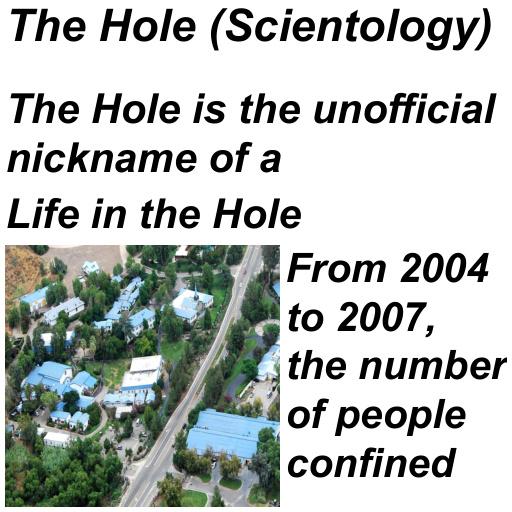 The Hole (Scientology)
The Hole is the unofficial
nickname of a
Life in the Hole
From 2004
to 2007,
the number
of people
confined